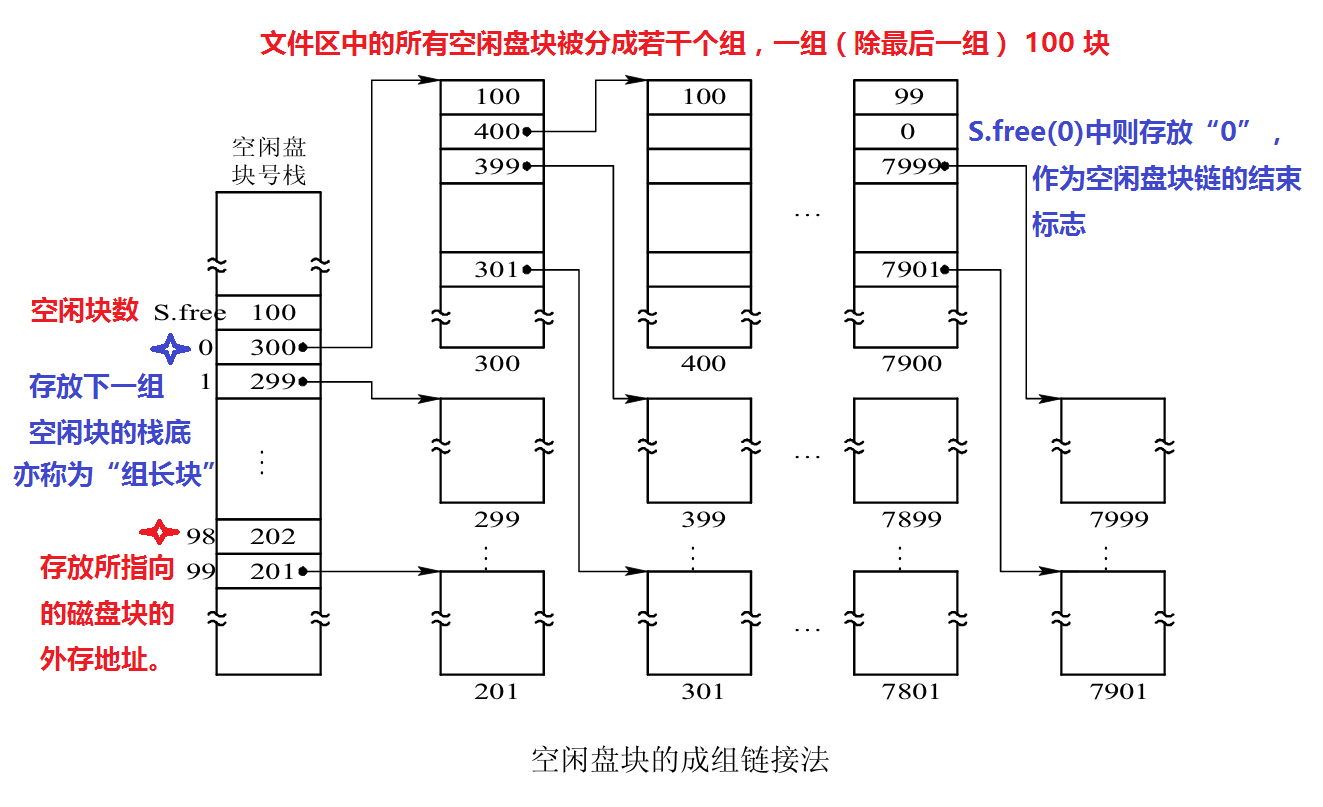 文件区中的所有空闲盘块被分成若干个组，一组（除最后一组） 100 块
空闲盘
块号栈
空闲块数
S.free 100
0 300
存放下一组
空闲块的栈底
亦称为“组长块”
1 299
⋮
98 202
99 201
存放所指向
的磁盘块的
外存地址。
100
400
399
301
300
299
⋮
201
100
400
399
⋮
301
…
…
…
99
0
7999
7901
7900
7899
⋮
7801
S.free(0)中则存放“0”，
作为空闲盘块链的结束
标志
7999
⋮
7901
空闲盘块的成组链接法